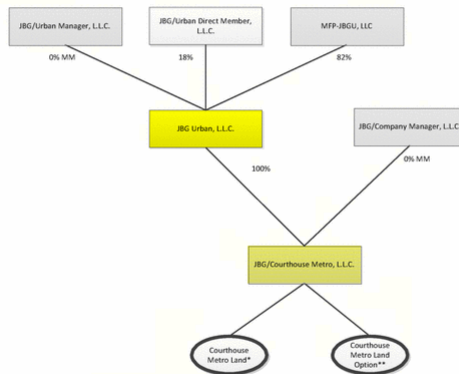 JBG/Urban Manager, L.L.C.
JBG/Urban Direct Member,
L.L.C.
MFP-JBGU, LLC
0% MM
18%
82%
JBG Urban, L.L.C.
JBG/Company Manager, L.L.C.
100%
0% MM
JBG/Courthouse Metro, L.L.C.
Courthouse
Metro Land*
Courthouse
Metro Land
Option**